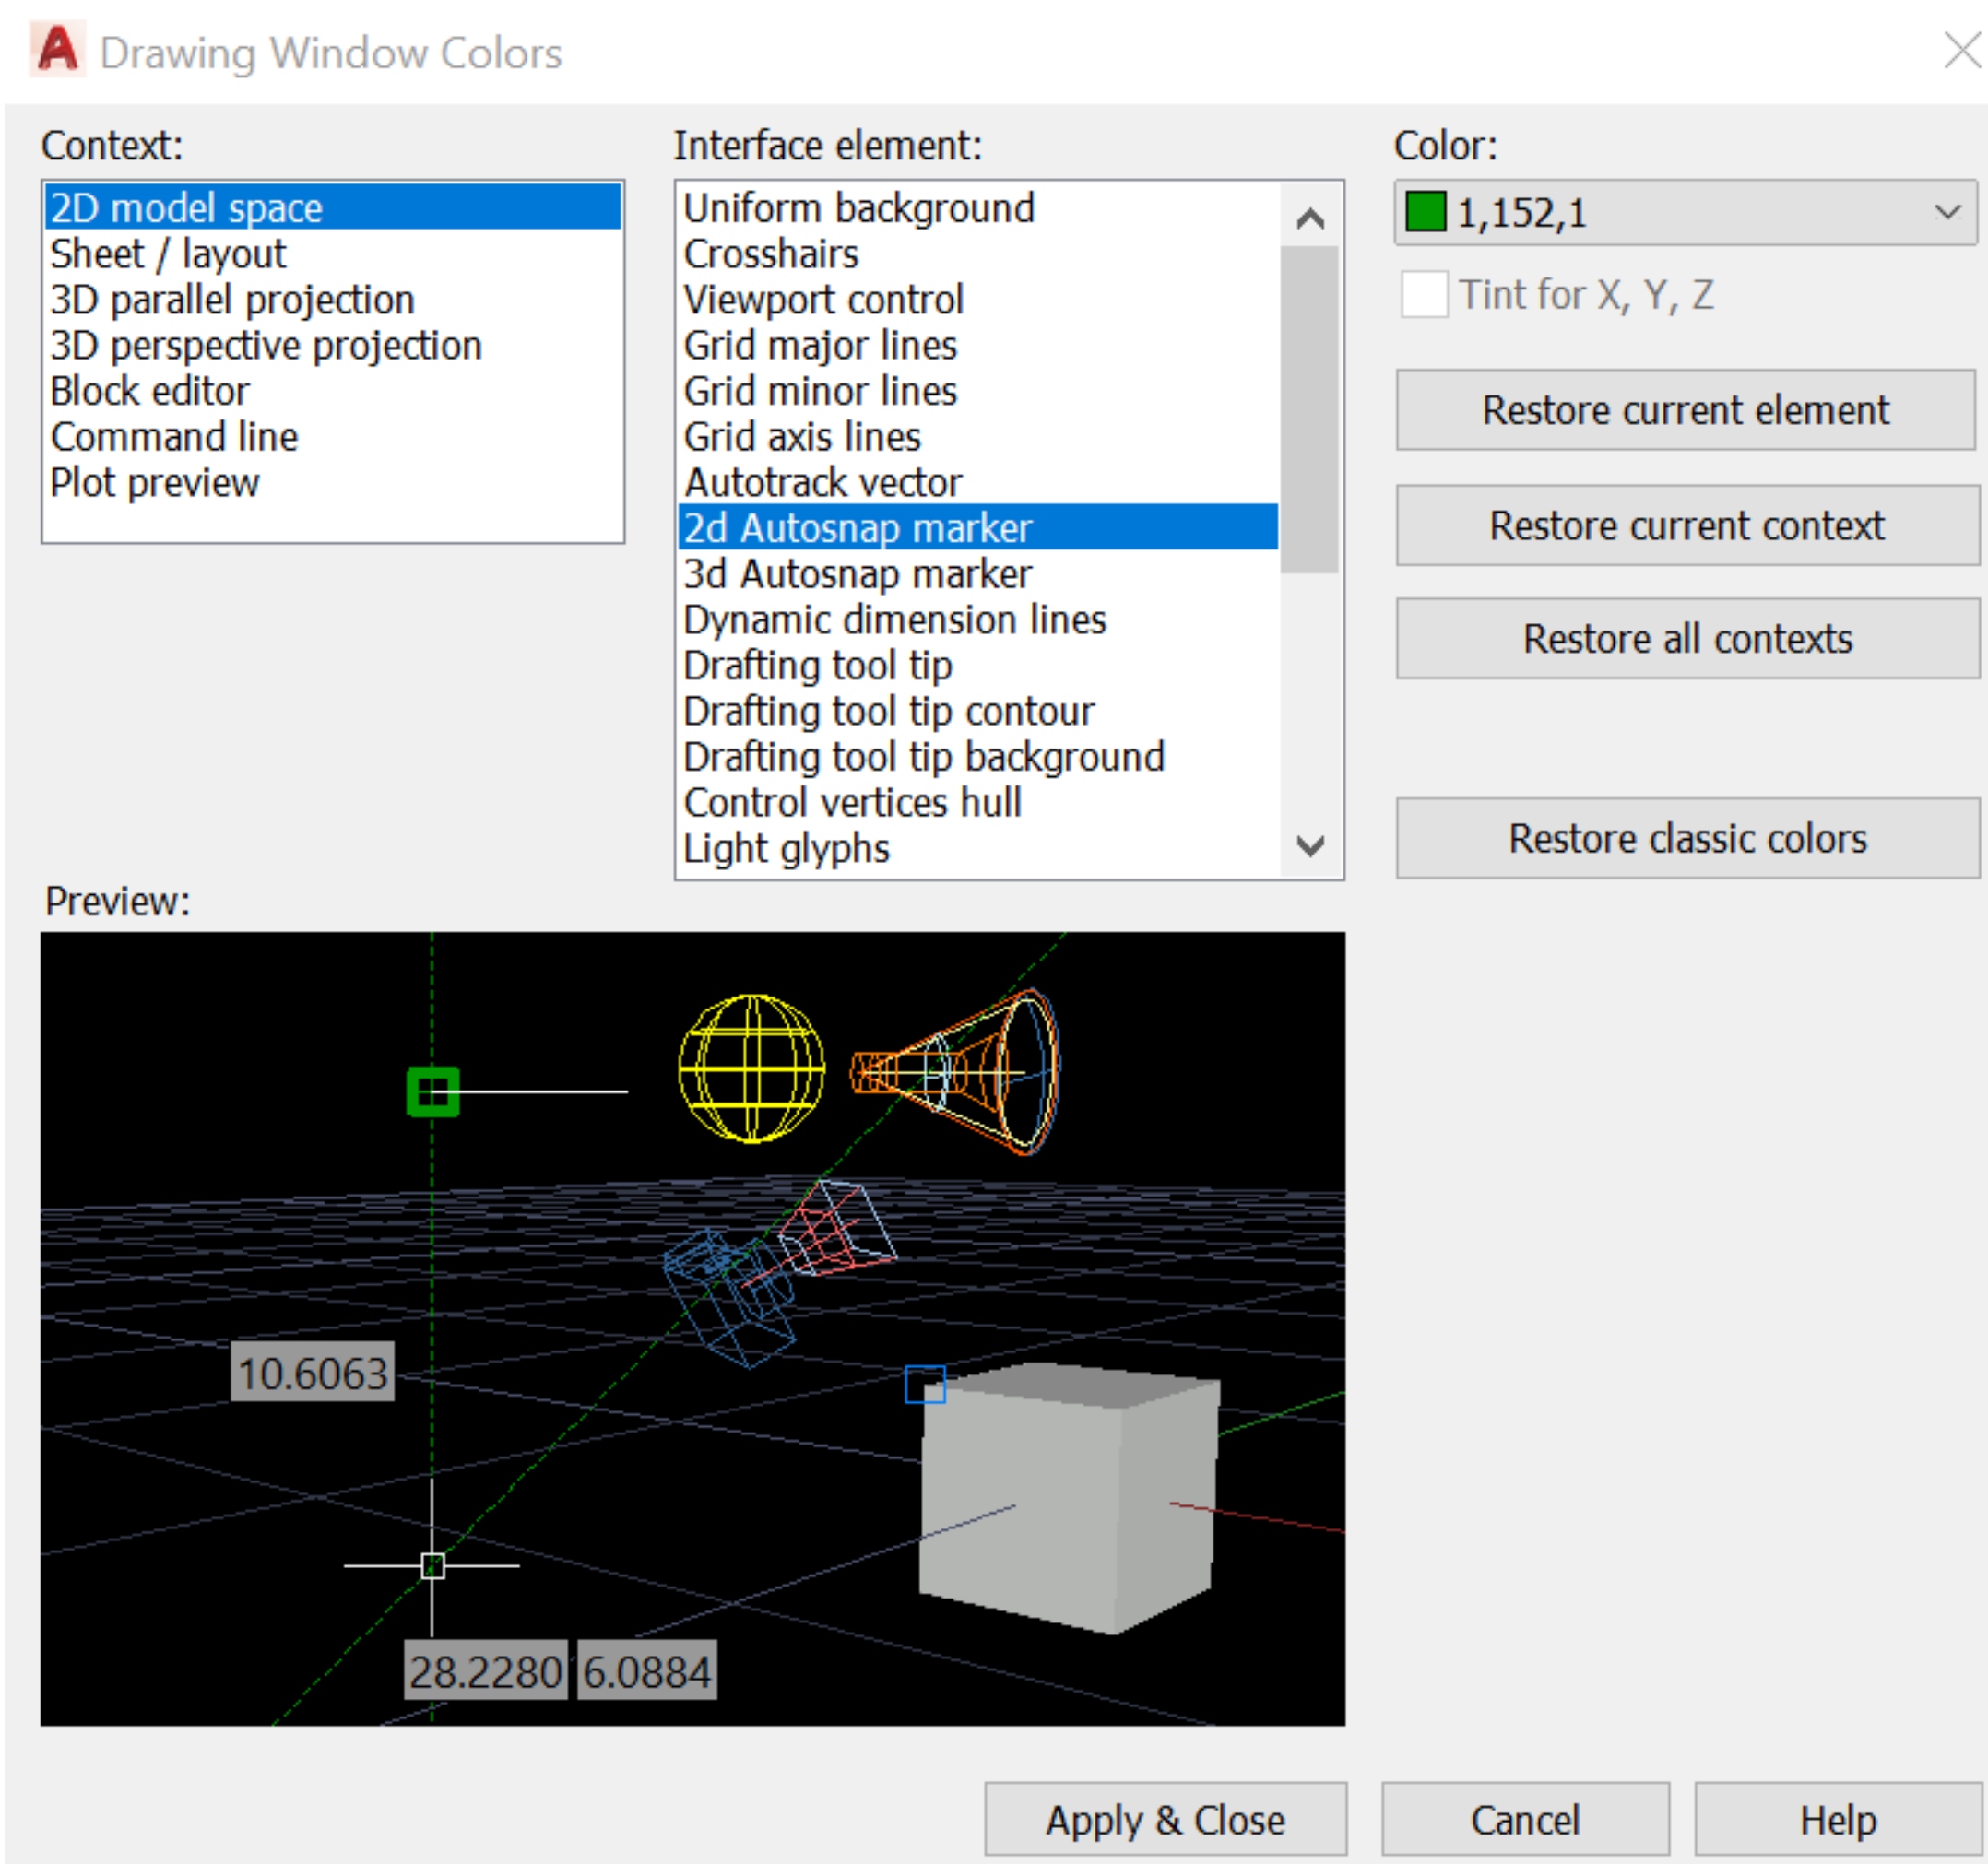 Drawing Window Colors
Context:
2D model space
Sheet / layout
3D parallel projection
3D perspective projection
Block editor
Command line
Plot preview
Interface element:
Uniform background
Crosshairs
Viewport control
Grid major lines
Grid minor lines
Grid axis lines
Autotrack vector
2d Autosnap marker
3d Autosnap marker
Dynamic dimension lines
Drafting tool tip
Drafting tool tip contour
Drafting tool tip background
Control vertices hull
Light glyphs
Color:
1,152,1
Tint for X, Y, Z
Restore current element
Restore current context
Restore all contexts
Restore classic colors
Preview:
10.6063
28.2280 6.0884
Apply & Close
Cancel
Help